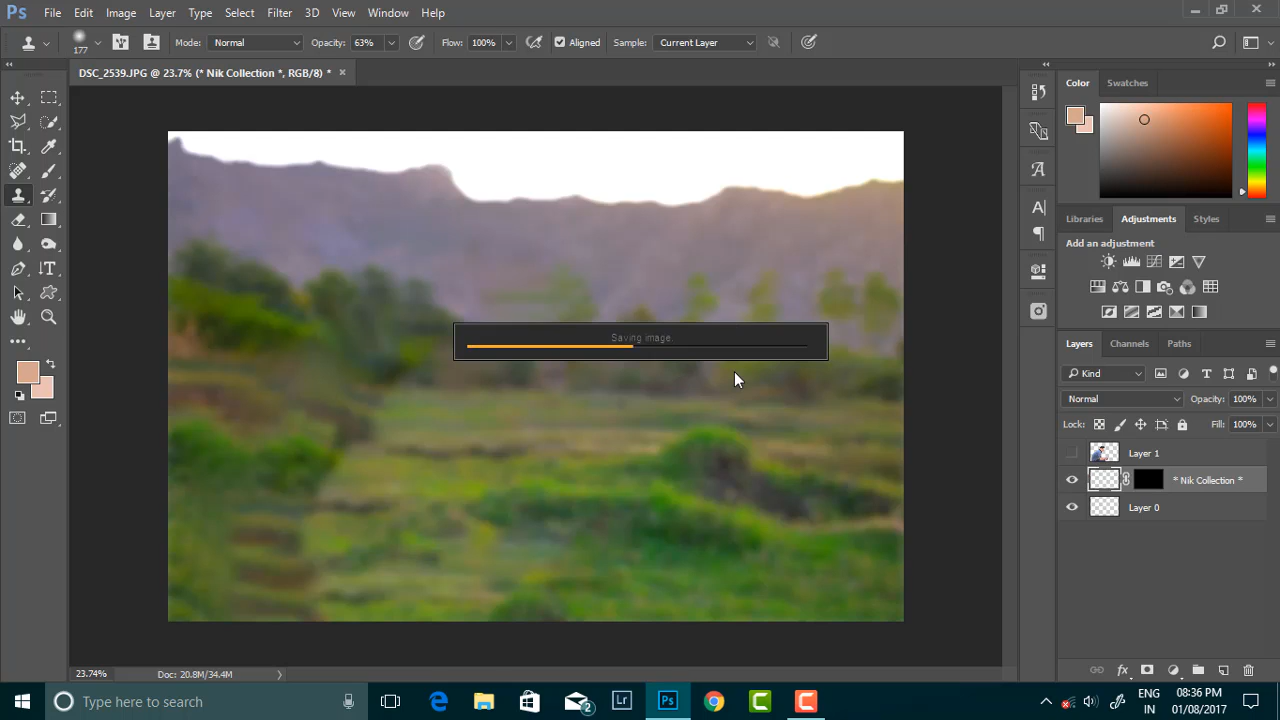 Ps File Edit Image Layer Type Select Filter 3D View Window Help
177 Mode: Normal Opacity: 63% Flow: 100% Aligned Sample: Current Layer
DSC_2539.JPG @ 23.7% (* Nik Collection *, RGB/8) * ×
Color Swatches
Libraries Adjustments Styles
Add an adjustment
Saving image.
Layers Channels Paths
Kind
Normal Opacity: 100%
Lock: Fill: 100%
Layer 1
* Nik Collection *
Layer 0
23.74% Doc: 20.8M/34.4M
Type here to search
2
Lr
Ps
C
C
ENG
IN
08:36 PM
01/08/2017